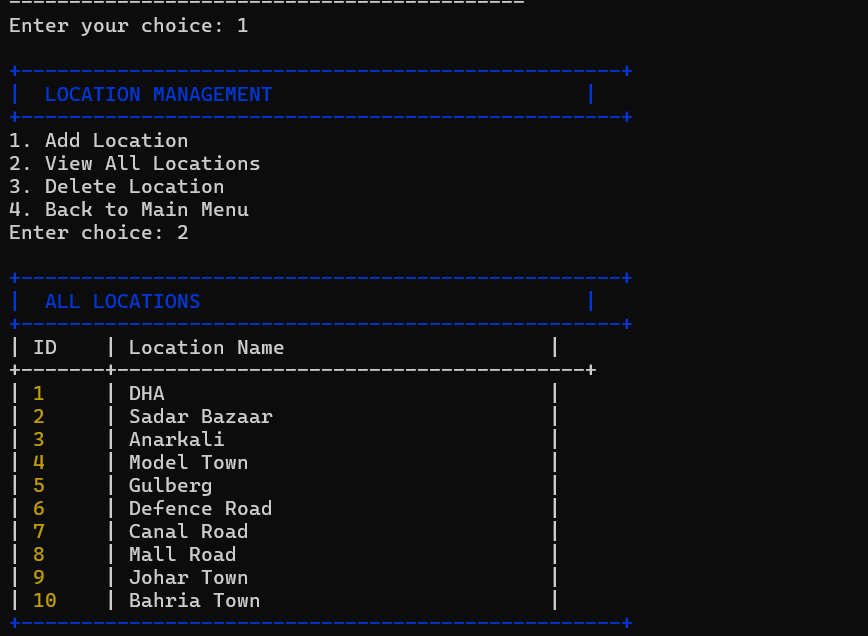 -------------------------------------------
Enter your choice: 1
+--------------------------------------------------+
|  LOCATION MANAGEMENT                          |
+--------------------------------------------------+
1. Add Location
2. View All Locations
3. Delete Location
4. Back to Main Menu
Enter choice: 2
+--------------------------------------------------+
|  ALL LOCATIONS                                |
+--------------------------------------------------+
| ID    | Location Name                      |
+-------+---------------------------------------+
| 1     | DHA                                |
| 2     | Sadar Bazaar                       |
| 3     | Anarkali                           |
| 4     | Model Town                         |
| 5     | Gulberg                            |
| 6     | Defence Road                       |
| 7     | Canal Road                         |
| 8     | Mall Road                          |
| 9     | Johar Town                         |
| 10    | Bahria Town                        |
+--------------------------------------------------+